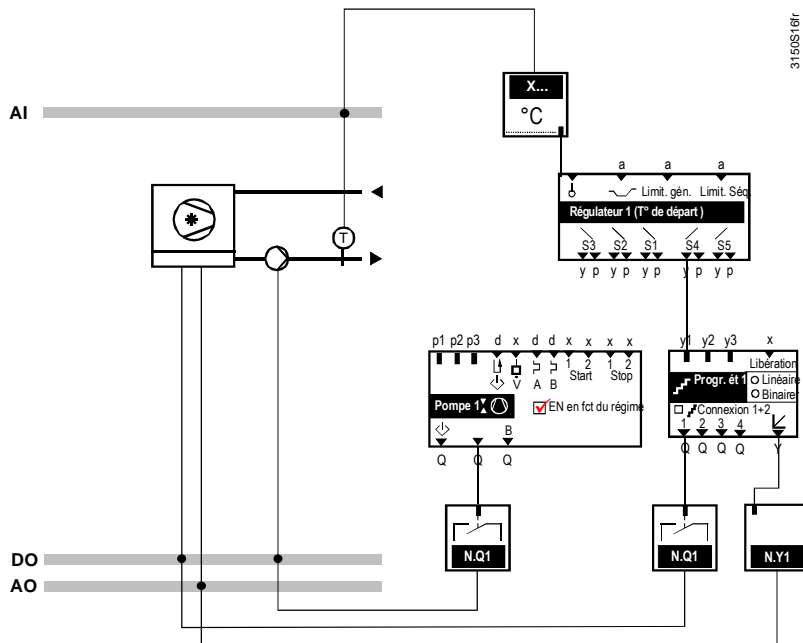 3150S16fr
X...
°C
AI
a a a
Limit. gén. Limit. Séq.
Régulateur 1 (T° de départ )
S3 S2 S1 S4 S5
y p y p y p y p y p
T
p1 p2 p3 d x d d x x x x
1 2 1 2
V A B Start Stop
Pompe 1 EN en fct du régime
B
Q Q Q
y1 y2 y3 x
Libération
Progr. ét 1 Linéaire
Binaire
Connexion 1+2
1 2 3 4
Q Q Q Q Y
N.Q1 N.Q1 N.Y1
DO
AO